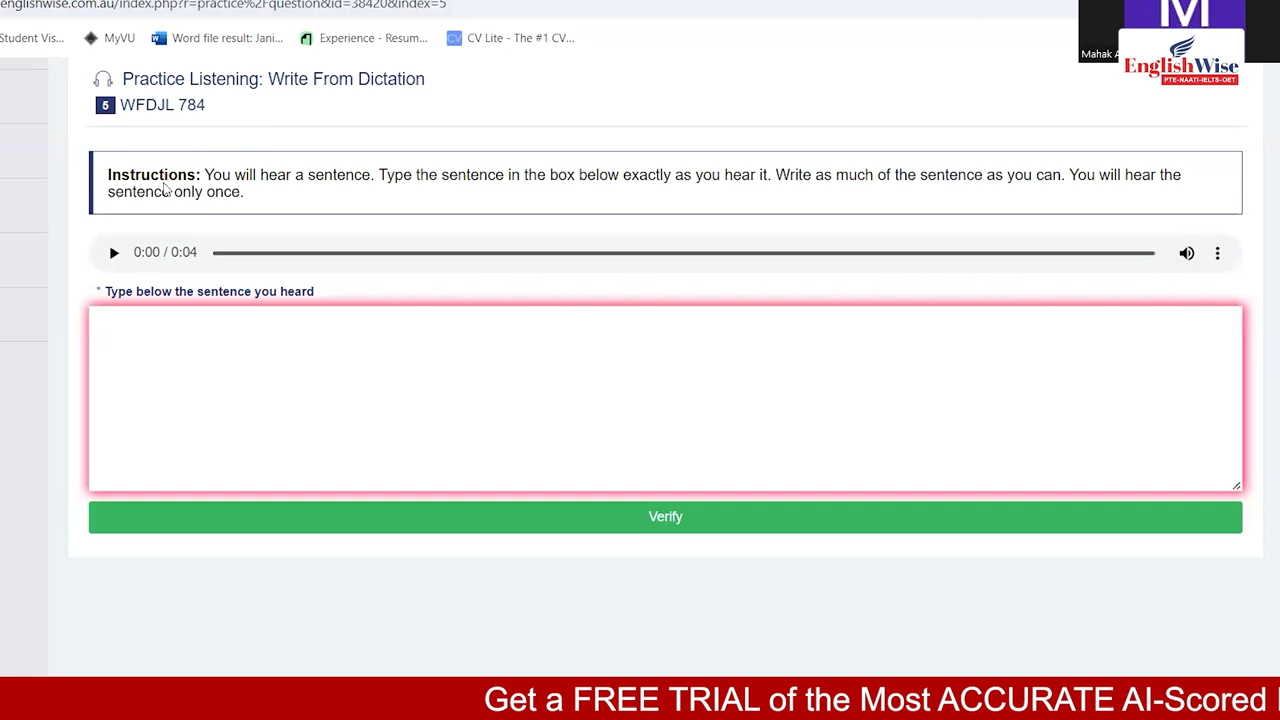 englishwise.com.au/index.php?r=practice%2Fquestion&id=38420&index=5
Student Vis...
MyVU
Word file result: Jani...
Experience - Resum...
CV
CV Lite - The #1 CV...
M
Mahak A
EnglishWise
PTE-NAATI-IELTS-OET
Practice Listening: Write From Dictation
5 WFDJL 784
Instructions: You will hear a sentence. Type the sentence in the box below exactly as you hear it. Write as much of the sentence as you can. You will hear the
sentence only once.
0:00 / 0:04
* Type below the sentence you heard
Verify
Get a FREE TRIAL of the Most ACCURATE AI-Scored